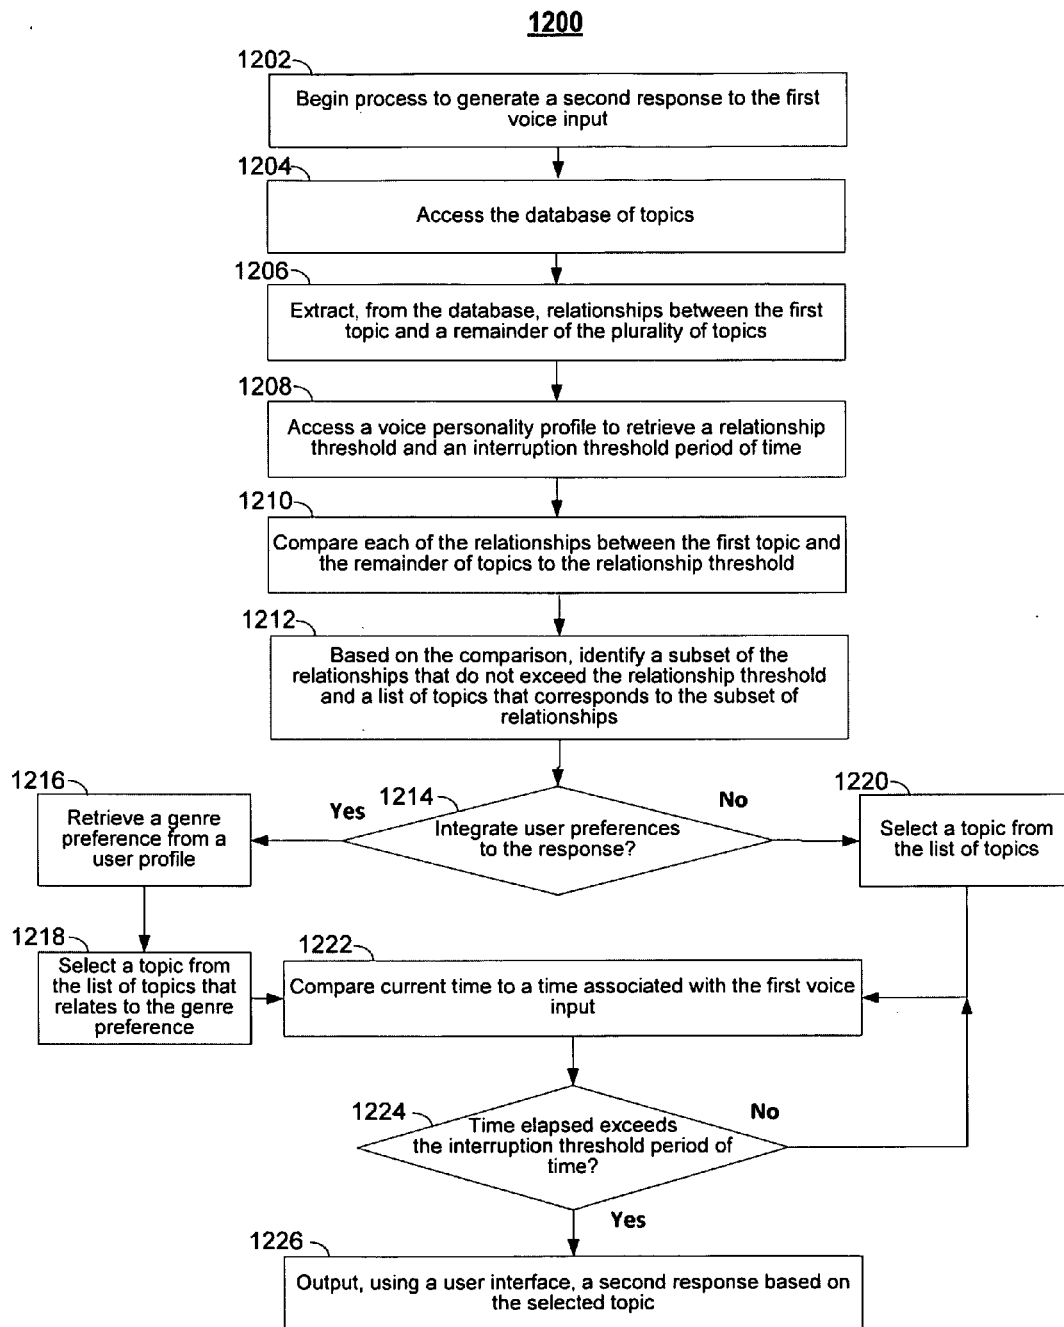 1200
1202
Begin process to generate a second response to the first
voice input
1204
Access the database of topics
1206
Extract, from the database, relationships between the first
topic and a remainder of the plurality of topics
1208
Access a voice personality profile to retrieve a relationship
threshold and an interruption threshold period of time
1210
Compare each of the relationships between the first topic and
the remainder of topics to the relationship threshold
1212
Based on the comparison, identify a subset of the
relationships that do not exceed the relationship threshold
and a list of topics that corresponds to the subset of
relationships
1214
Integrate user preferences
to the response?
Yes
No
1216
Retrieve a genre
preference from a
user profile
1220
Select a topic from
the list of topics
1218
Select a topic from
the list of topics that
relates to the genre
preference
1222
Compare current time to a time associated with the first voice
input
1224
Time elapsed exceeds
the interruption threshold period of
time?
No
Yes
1226
Output, using a user interface, a second response based on
the selected topic